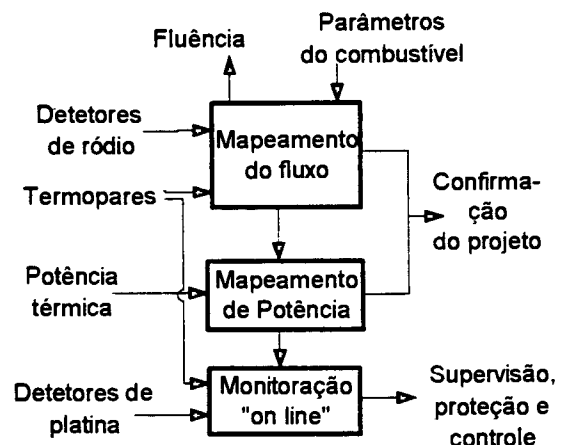 Fluência
Parâmetros
do combustível
Detetores
de ródio
Mapeamento
do fluxo
Termopares
Confirma-
ção
do projeto
Potência
térmica
Mapeamento
de Potência
Detetores de
platina
Monitoração
"on line"
Supervisão,
proteção e
controle